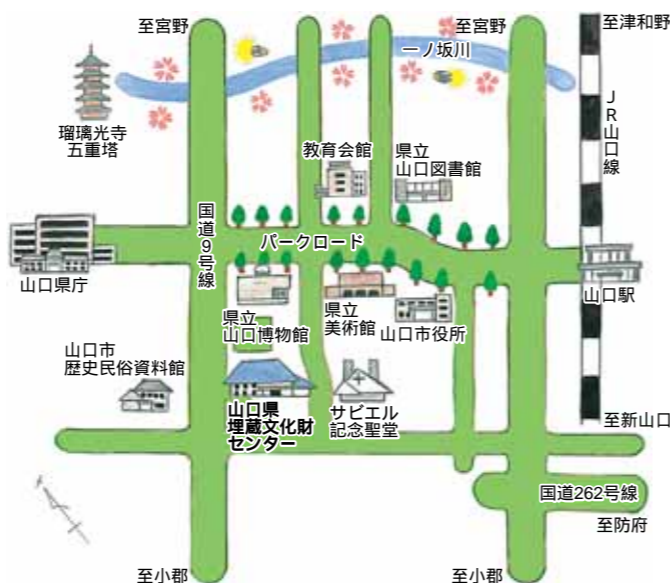 至宮野
至宮野
至津和野
一ノ坂川
JR山口線
瑠璃光寺
五重塔
教育会館
県立
山口図書館
国道9号線
パークロード
山口県庁
山口駅
県立
山口博物館
県立
美術館
山口市役所
山口市
歴史民俗資料館
山口県
埋蔵文化財
センター
サビエル
記念聖堂
至新山口
国道262号線
至防府
至小郡
至小郡